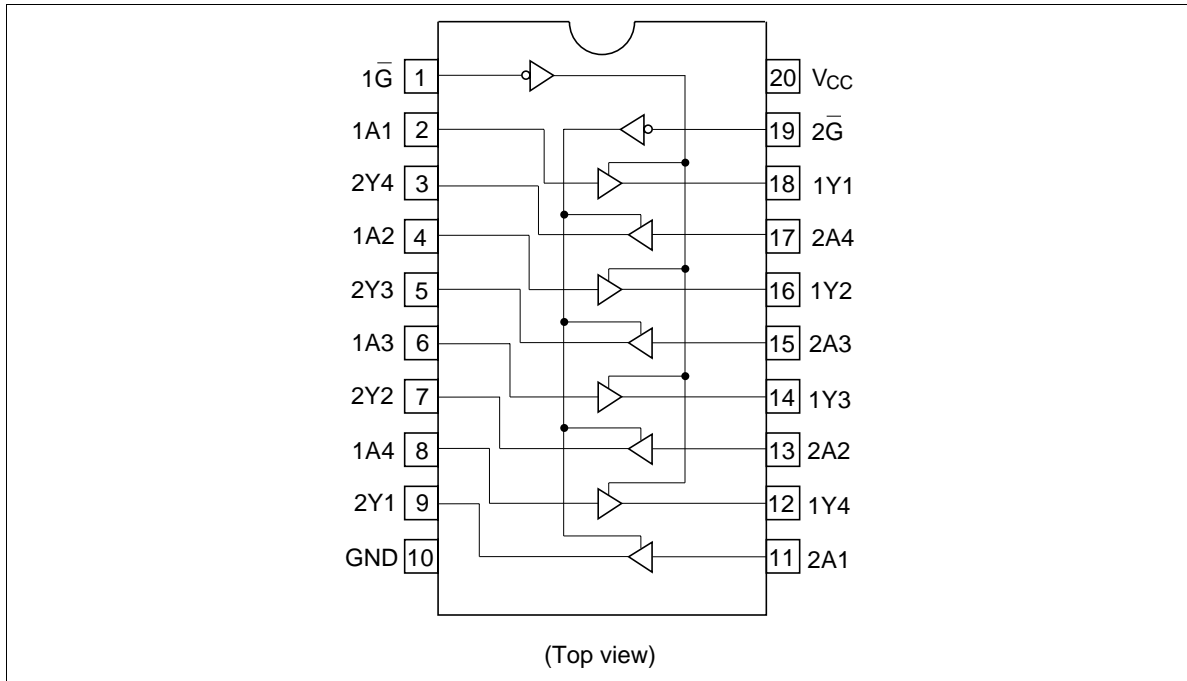 1G̅ 1 20 VCC
1A1 2 19 2G̅
2Y4 3 18 1Y1
1A2 4 17 2A4
2Y3 5 16 1Y2
1A3 6 15 2A3
2Y2 7 14 1Y3
1A4 8 13 2A2
2Y1 9 12 1Y4
GND 10 11 2A1
(Top view)